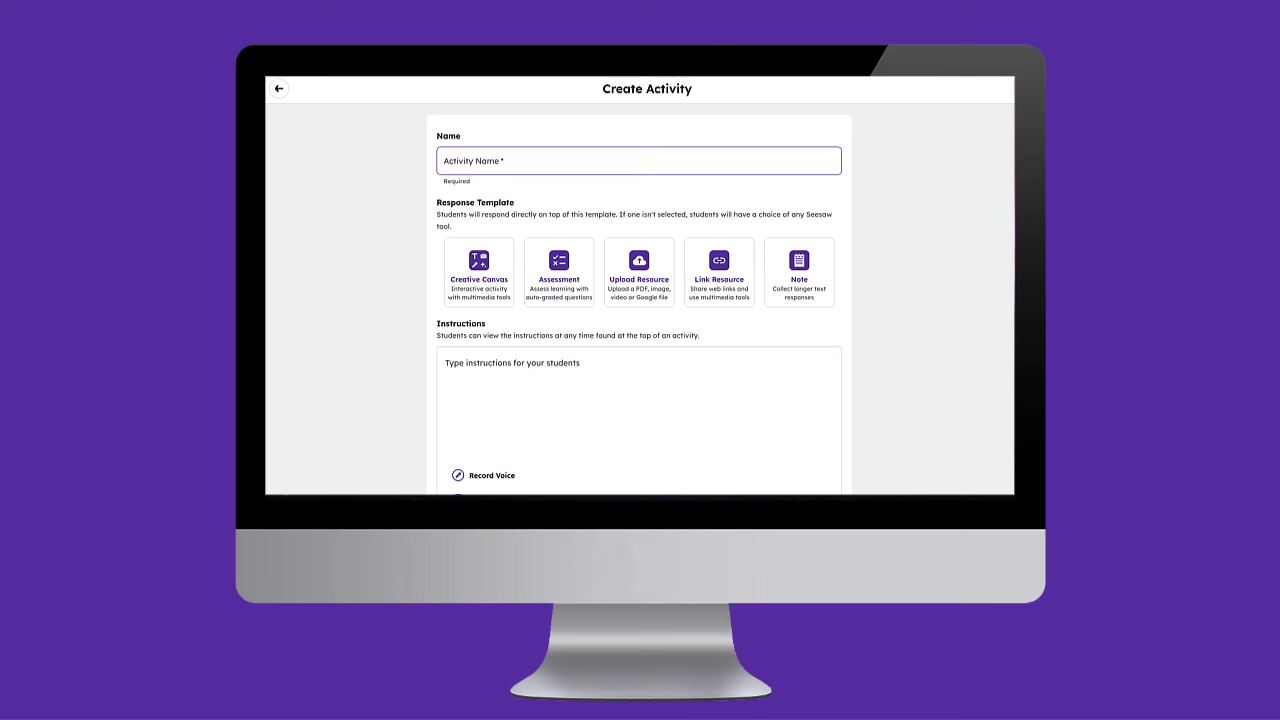 Create Activity
Name
Activity Name *
Required
Response Template
Students will respond directly on top of this template. If one isn't selected, students will have a choice of any Seesaw
tool.
Creative Canvas
Interactive activity
with multimedia tools
Assessment
Assess learning with
auto-graded questions
Upload Resource
Upload a PDF, image,
video or Google file
Link Resource
Share web links and
use multimedia tools
Note
Collect longer text
responses
Instructions
Students can view the instructions at any time found at the top of an activity.
Type instructions for your students
Record Voice